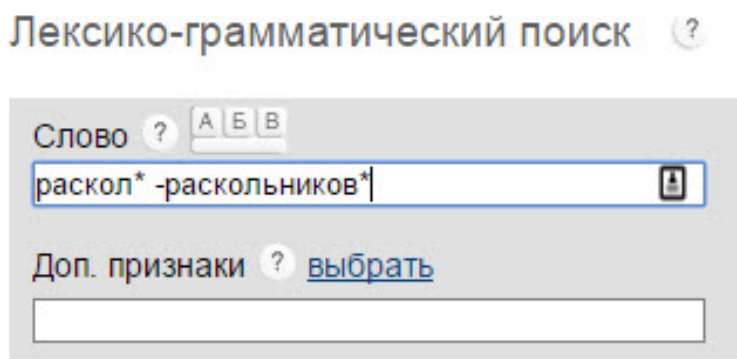 Лексико-грамматический поиск ?
Слово ? А Б В
раскол* -раскольников*
Доп. признаки ? выбрать